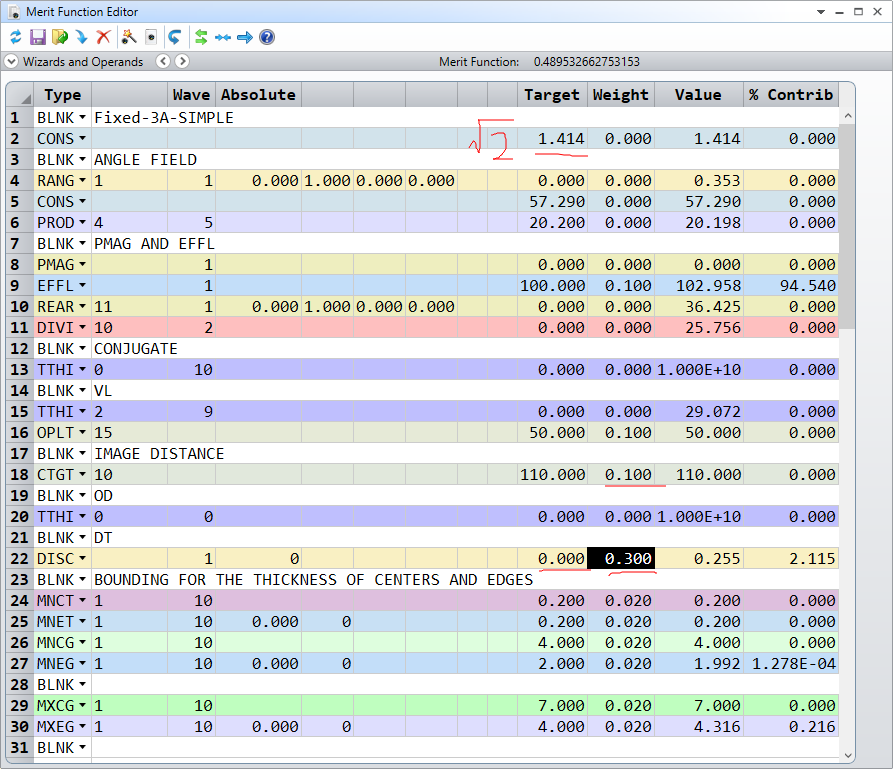 Merit Function Editor
Wizards and Operands Merit Function: 0.489532662753153
Type Wave Absolute Target Weight Value % Contrib
1 BLNK Fixed-3A-SIMPLE
2 CONS √2 1.414 0.000 1.414 0.000
3 BLNK ANGLE FIELD
4 RANG 1 1 0.000 1.000 0.000 0.000 0.000 0.000 0.353 0.000
5 CONS 57.290 0.000 57.290 0.000
6 PROD 4 5 20.200 0.000 20.198 0.000
7 BLNK PMAG AND EFFL
8 PMAG 1 0.000 0.000 0.000 0.000
9 EFFL 1 100.000 0.100 102.958 94.540
10 REAR 11 1 0.000 1.000 0.000 0.000 0.000 0.000 36.425 0.000
11 DIVI 10 2 0.000 0.000 25.756 0.000
12 BLNK CONJUGATE
13 TTHI 0 10 0.000 0.000 1.000E+10 0.000
14 BLNK VL
15 TTHI 2 9 0.000 0.000 29.072 0.000
16 OPLT 15 50.000 0.100 50.000 0.000
17 BLNK IMAGE DISTANCE
18 CTGT 10 110.000 0.100 110.000 0.000
19 BLNK OD
20 TTHI 0 0 0.000 0.000 1.000E+10 0.000
21 BLNK DT
22 DISC 1 0 0.000 0.300 0.255 2.115
23 BLNK BOUNDING FOR THE THICKNESS OF CENTERS AND EDGES
24 MNCT 1 10 0.200 0.020 0.200 0.000
25 MNET 1 10 0.000 0 0.200 0.020 0.200 0.000
26 MNCG 1 10 4.000 0.020 4.000 0.000
27 MNEG 1 10 0.000 0 2.000 0.020 1.992 1.278E-04
28 BLNK
29 MXCG 1 10 7.000 0.020 7.000 0.000
30 MXEG 1 10 0.000 0 4.000 0.020 4.316 0.216
31 BLNK